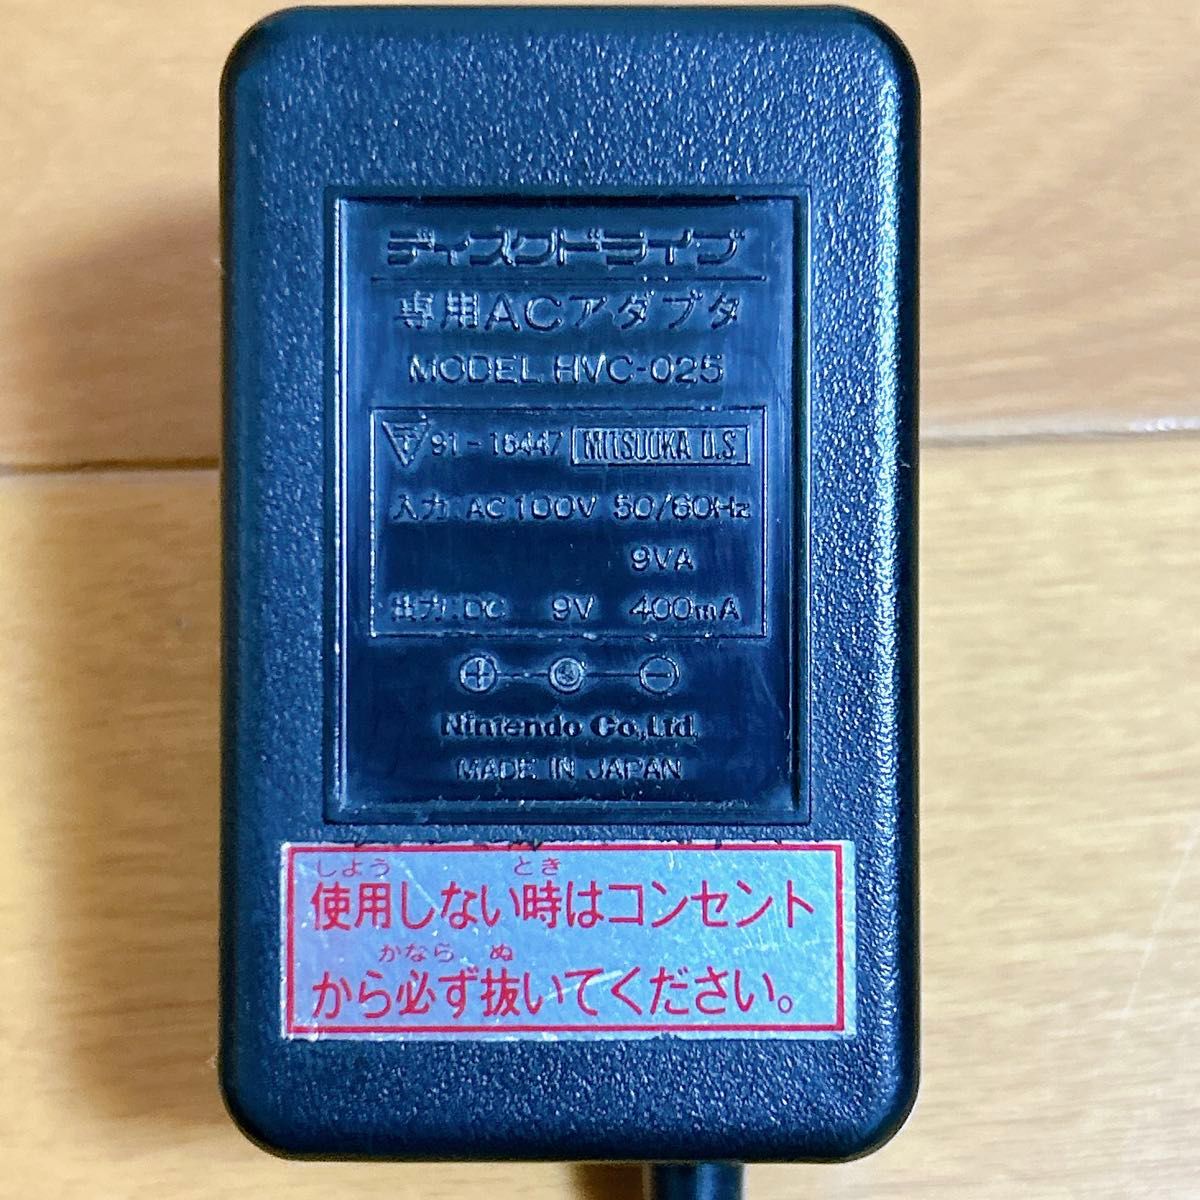 ディスクドライブ
専用ACアダプタ
MODEL HVC-025
T 91-16447 MITSUOKA U.S
入力:AC100V 50/60Hz
9VA
出力:DC 9V 400mA
Nintendo Co.,Ltd.
MADE IN JAPAN
しよう とき
使用しない時はコンセント
かなら ぬ
から必ず抜いてください。